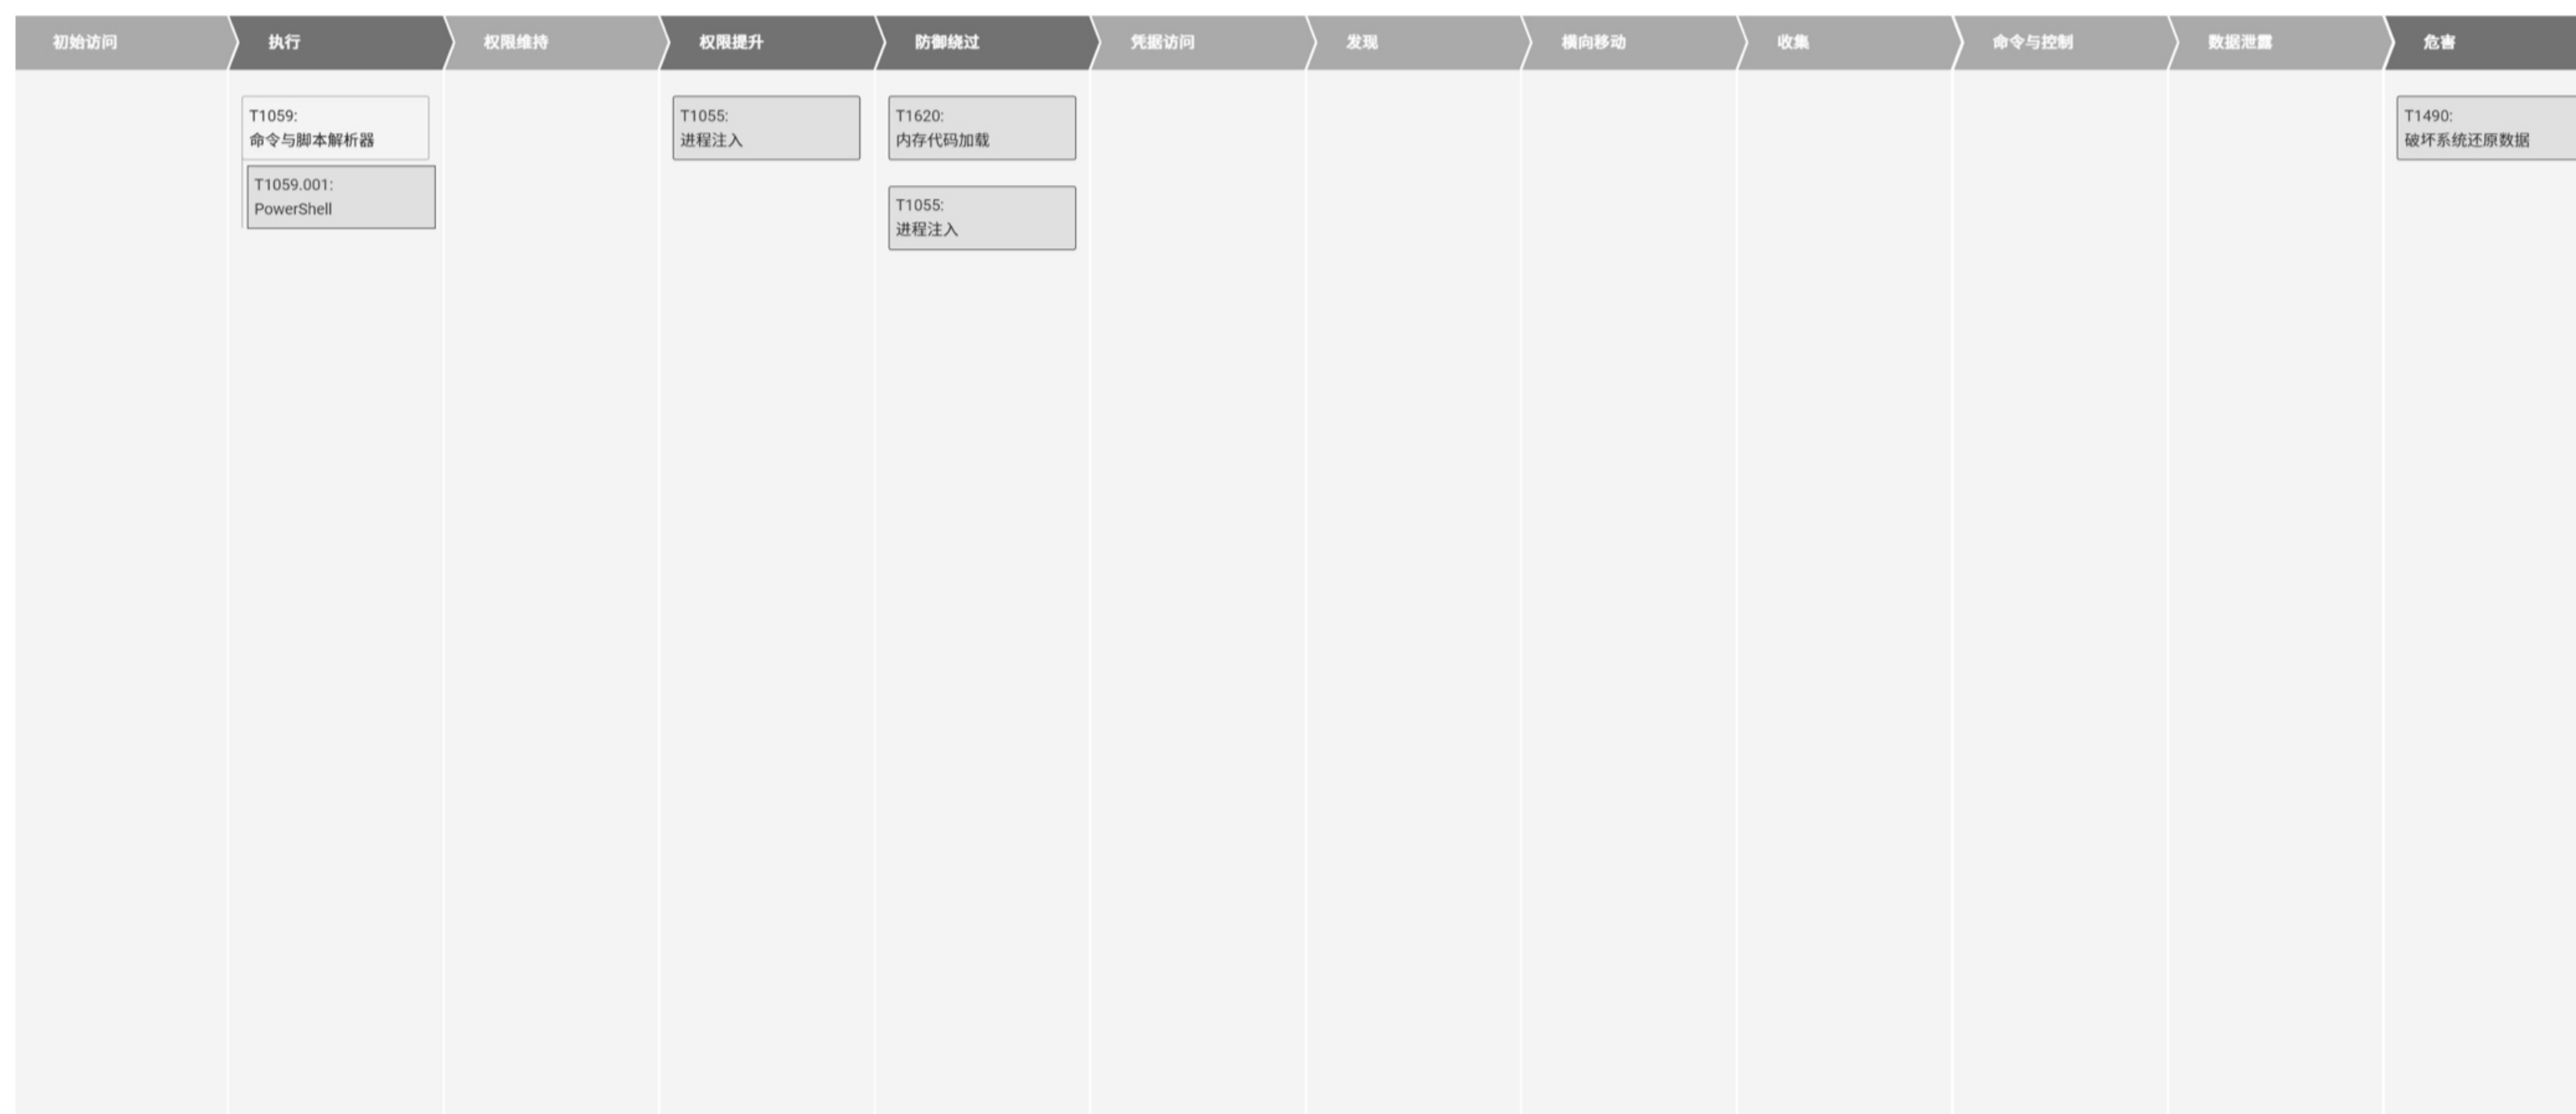 初始访问
执行
权限维持
权限提升
防御绕过
凭据访问
发现
横向移动
收集
命令与控制
数据泄露
危害
T1059:
命令与脚本解析器
T1059.001:
PowerShell
T1055:
进程注入
T1620:
内存代码加载
T1055:
进程注入
T1490:
破坏系统还原数据